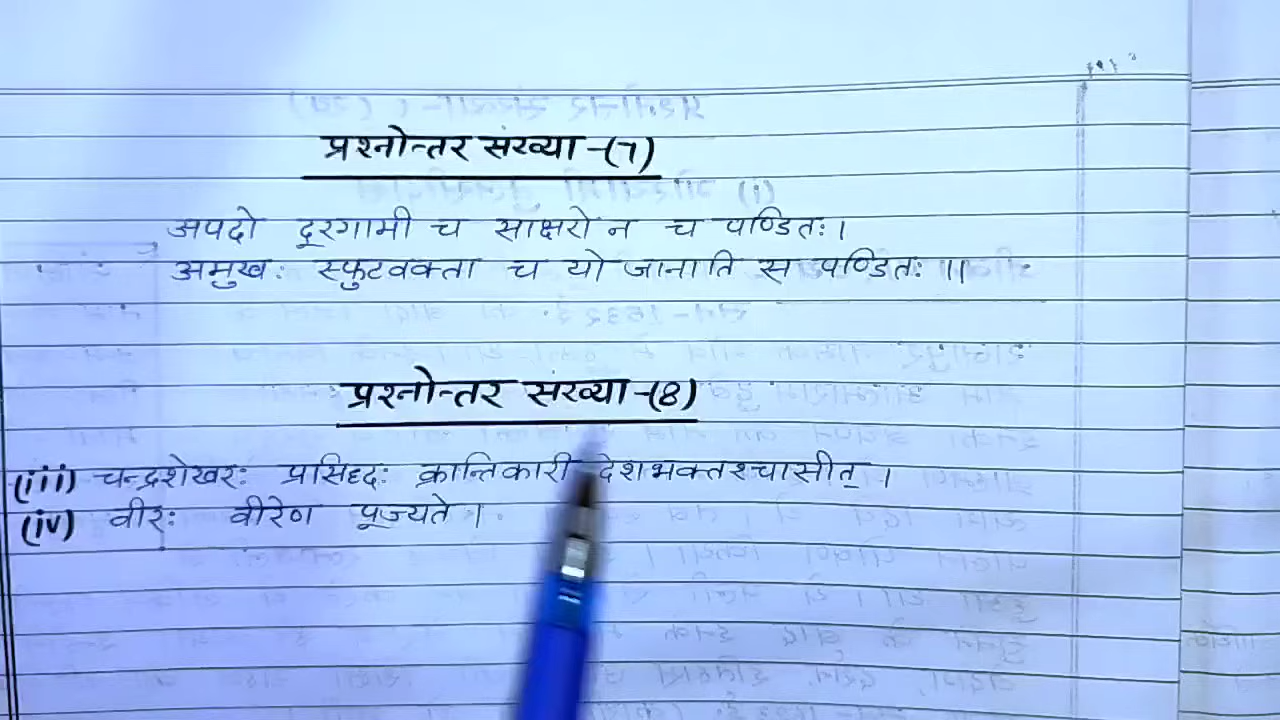 प्रश्नोत्तर संख्या-(7)
अपदो दूरगामी च साक्षरो न च पण्डितः।
अमुखः स्फुटवक्ता च यो जानाति स पण्डितः ॥
प्रश्नोत्तर संख्या-(8)
(iii) चन्द्रशेखरः प्रसिद्दः क्रान्तिकारी देशभक्तश्चासीत् ।
(iv) वीरः वीरेण पूज्यते ।